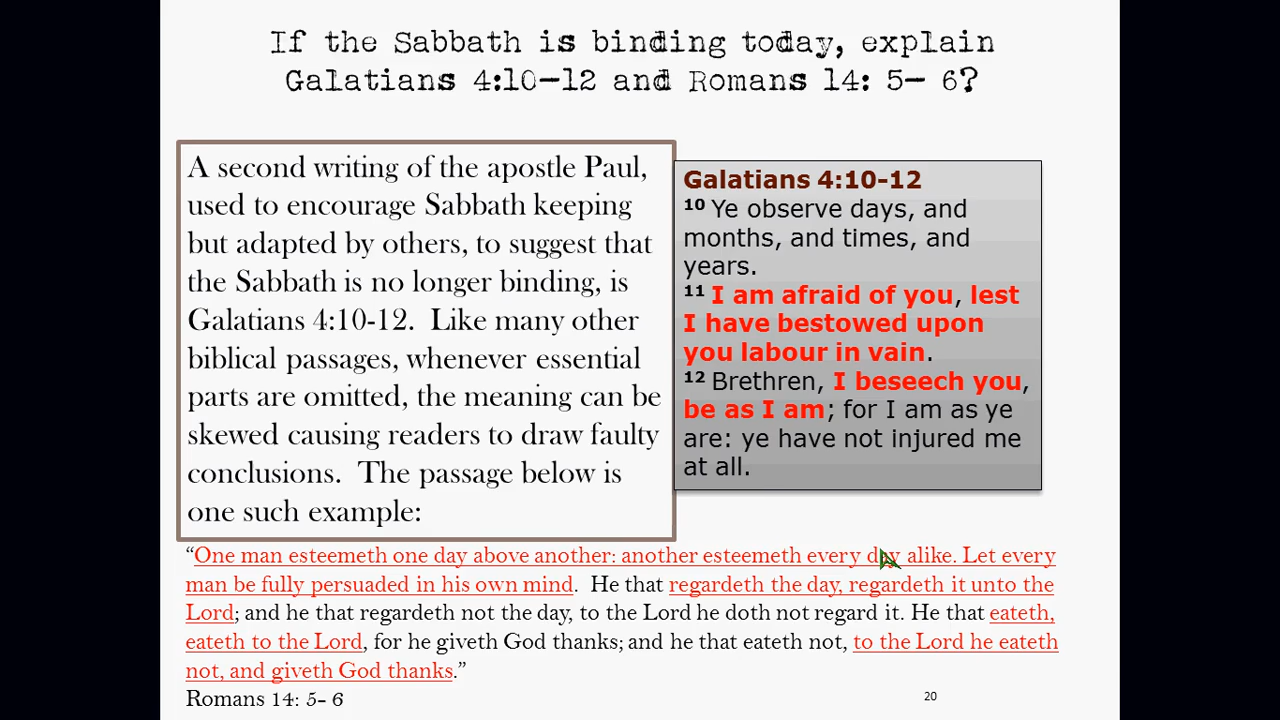 If the Sabbath is binding today, explain
Galatians 4:10-12 and Romans 14: 5- 6?
A second writing of the apostle Paul,
used to encourage Sabbath keeping
but adapted by others, to suggest that
the Sabbath is no longer binding, is
Galatians 4:10-12. Like many other
biblical passages, whenever essential
parts are omitted, the meaning can be
skewed causing readers to draw faulty
conclusions. The passage below is
one such example:
Galatians 4:10-12
10 Ye observe days, and
months, and times, and
years.
11 I am afraid of you, lest
I have bestowed upon
you labour in vain.
12 Brethren, I beseech you,
be as I am; for I am as ye
are: ye have not injured me
at all.
“One man esteemeth one day above another: another esteemeth every day alike. Let every
man be fully persuaded in his own mind. He that regardeth the day, regardeth it unto the
Lord; and he that regardeth not the day, to the Lord he doth not regard it. He that eateth,
eateth to the Lord, for he giveth God thanks; and he that eateth not, to the Lord he eateth
not, and giveth God thanks.”
Romans 14: 5- 6
20